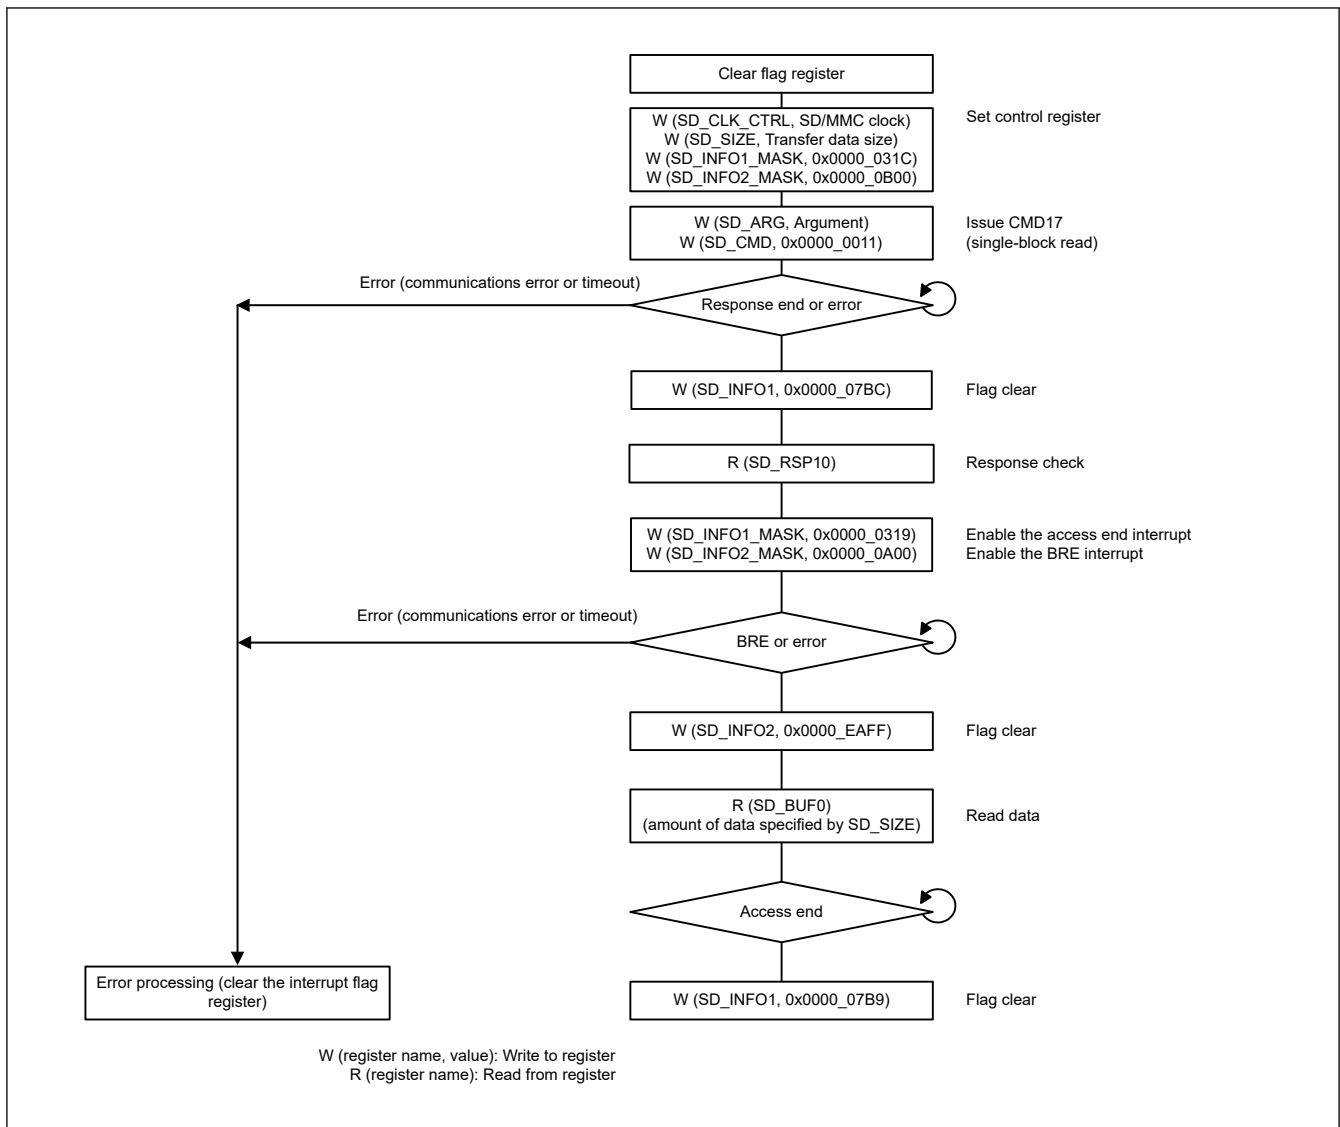 Clear flag register
W (SD_CLK_CTRL, SD/MMC clock)
W (SD_SIZE, Transfer data size)
W (SD_INFO1_MASK, 0x0000_031C)
W (SD_INFO2_MASK, 0x0000_0B00)
Set control register
W (SD_ARG, Argument)
W (SD_CMD, 0x0000_0011)
Issue CMD17
(single-block read)
Error (communications error or timeout)
Response end or error
W (SD_INFO1, 0x0000_07BC)
Flag clear
R (SD_RSP10)
Response check
W (SD_INFO1_MASK, 0x0000_0319)
W (SD_INFO2_MASK, 0x0000_0A00)
Enable the access end interrupt
Enable the BRE interrupt
Error (communications error or timeout)
BRE or error
W (SD_INFO2, 0x0000_EAFF)
Flag clear
R (SD_BUF0)
(amount of data specified by SD_SIZE)
Read data
Access end
Error processing (clear the interrupt flag
register)
W (SD_INFO1, 0x0000_07B9)
Flag clear
W (register name, value): Write to register
R (register name): Read from register